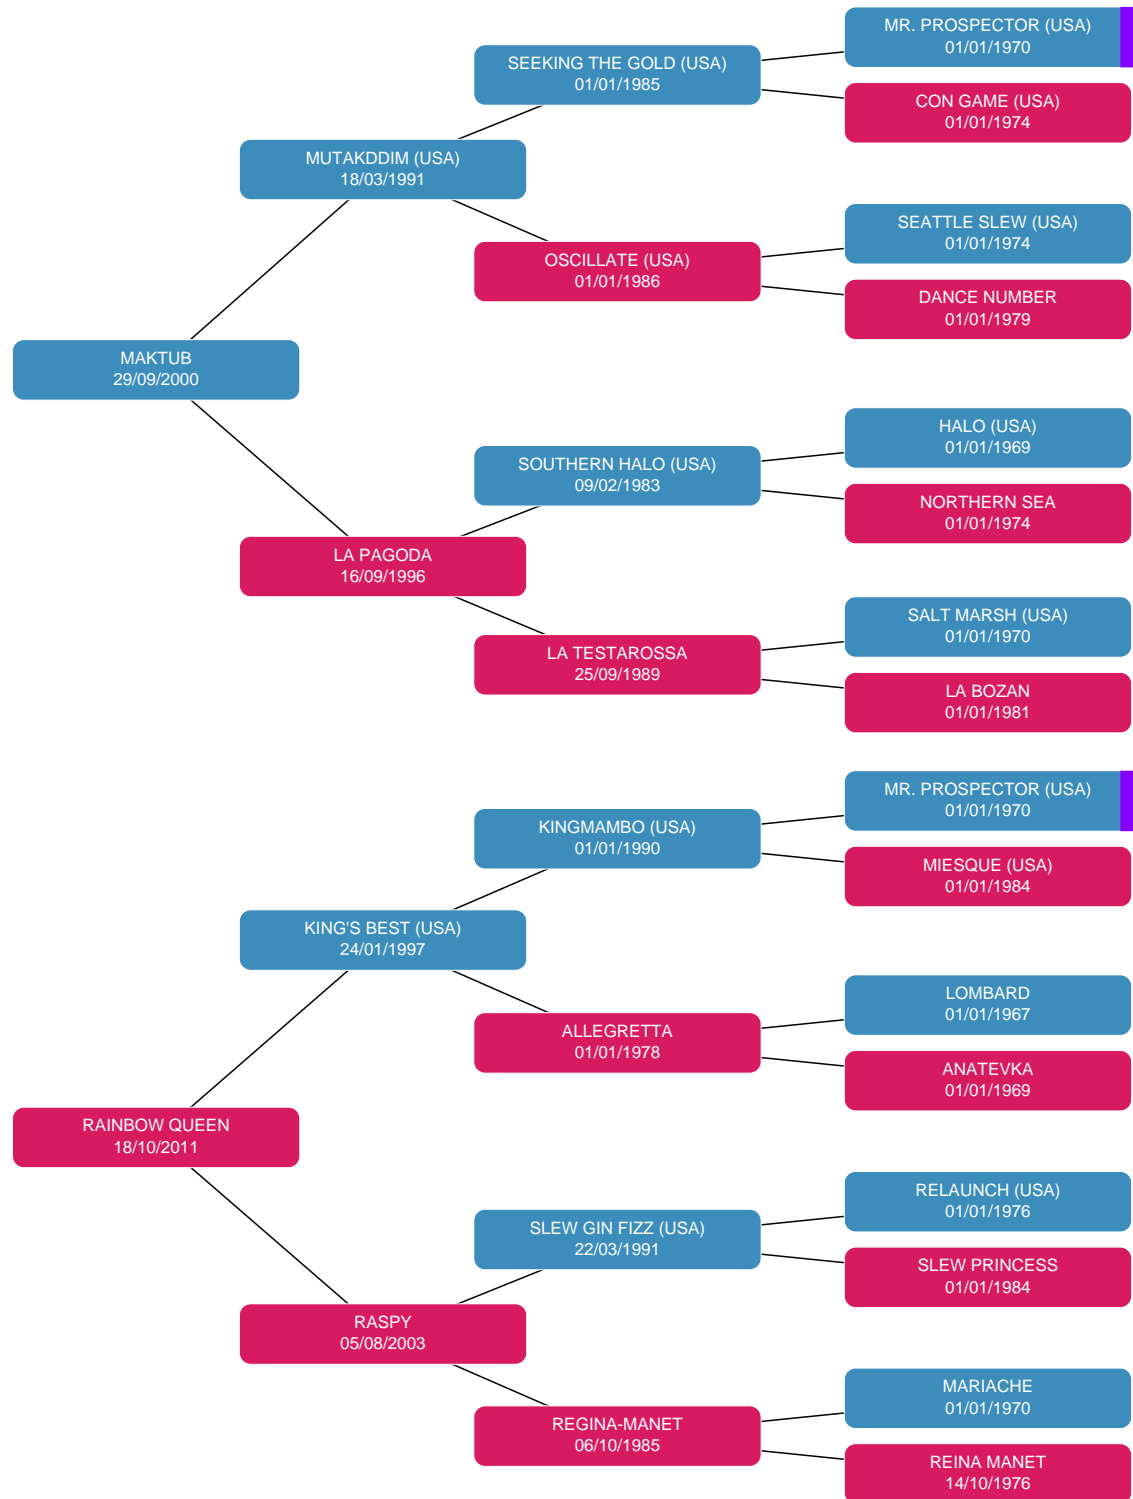 MR. PROSPECTOR (USA)
01/01/1970
SEEKING THE GOLD (USA)
01/01/1985
CON GAME (USA)
01/01/1974
MUTAKDDIM (USA)
18/03/1991
SEATTLE SLEW (USA)
01/01/1974
OSCILLATE (USA)
01/01/1986
DANCE NUMBER
01/01/1979
MAKTUB
29/09/2000
HALO (USA)
01/01/1969
SOUTHERN HALO (USA)
09/02/1983
NORTHERN SEA
01/01/1974
LA PAGODA
16/09/1996
SALT MARSH (USA)
01/01/1970
LA TESTAROSSA
25/09/1989
LA BOZAN
01/01/1981
MR. PROSPECTOR (USA)
01/01/1970
KINGMAMBO (USA)
01/01/1990
MIESQUE (USA)
01/01/1984
KING'S BEST (USA)
24/01/1997
LOMBARD
01/01/1967
ALLEGRETTA
01/01/1978
ANATEVKA
01/01/1969
RAINBOW QUEEN
18/10/2011
RELAUNCH (USA)
01/01/1976
SLEW GIN FIZZ (USA)
22/03/1991
SLEW PRINCESS
01/01/1984
RASPY
05/08/2003
MARIACHE
01/01/1970
REGINA-MANET
06/10/1985
REINA MANET
14/10/1976